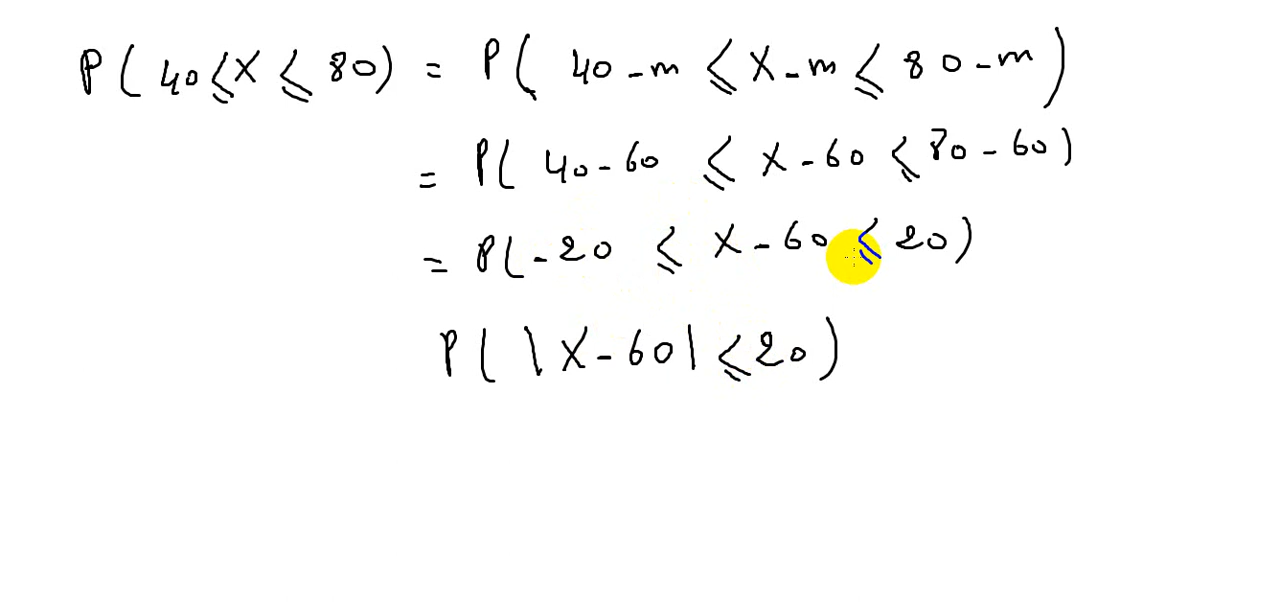 P( 40 ≤ X ≤ 80) = P( 40 - m ≤ X - m ≤ 80 - m )
= P( 40 - 60 ≤ X - 60 ≤ 80 - 60)
= P( -20 ≤ X - 60 ≤ 20)
P( |X - 60| ≤ 20)